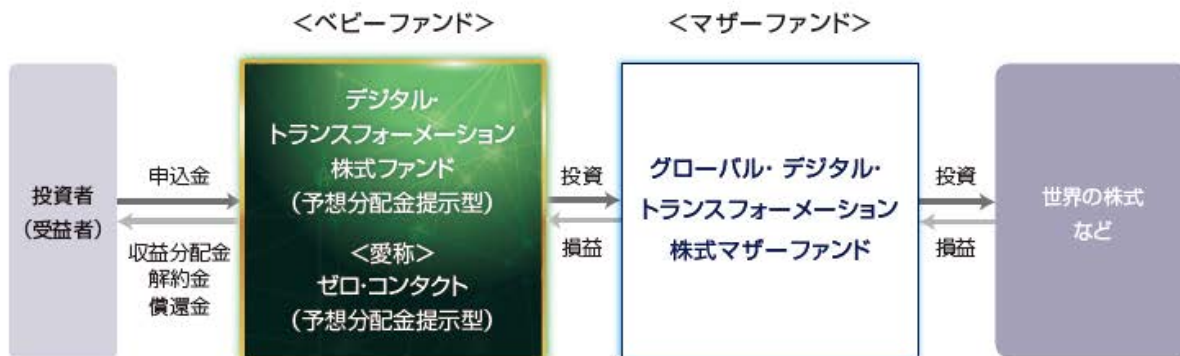 ＜ベビーファンド＞
＜マザーファンド＞
投資者
（受益者）
申込金
収益分配金
解約金
償還金
デジタル・
トランスフォーメーション
株式ファンド
（予想分配金提示型）
＜愛称＞
ゼロ・コンタクト
（予想分配金提示型）
投資
損益
グローバル・デジタル・
トランスフォーメーション
株式マザーファンド
投資
損益
世界の株式
など